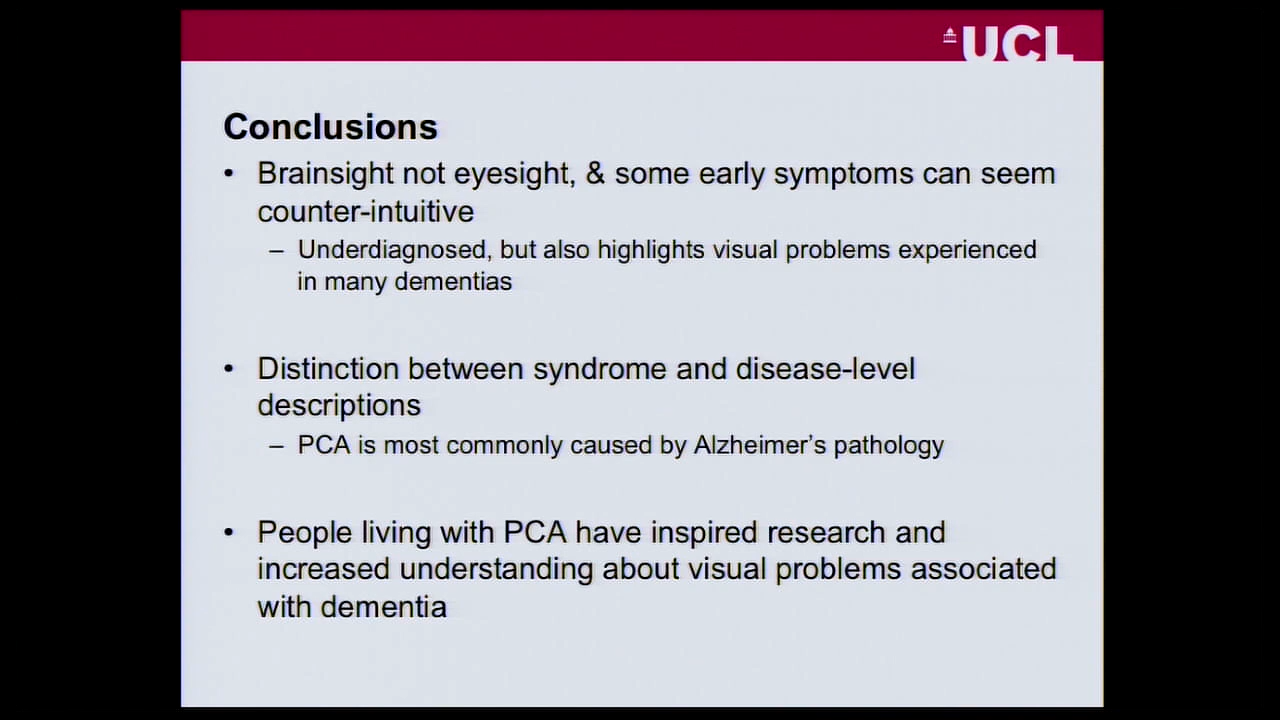 UCL
Conclusions
• Brainsight not eyesight, & some early symptoms can seem
counter-intuitive
– Underdiagnosed, but also highlights visual problems experienced
in many dementias
• Distinction between syndrome and disease-level
descriptions
– PCA is most commonly caused by Alzheimer’s pathology
• People living with PCA have inspired research and
increased understanding about visual problems associated
with dementia